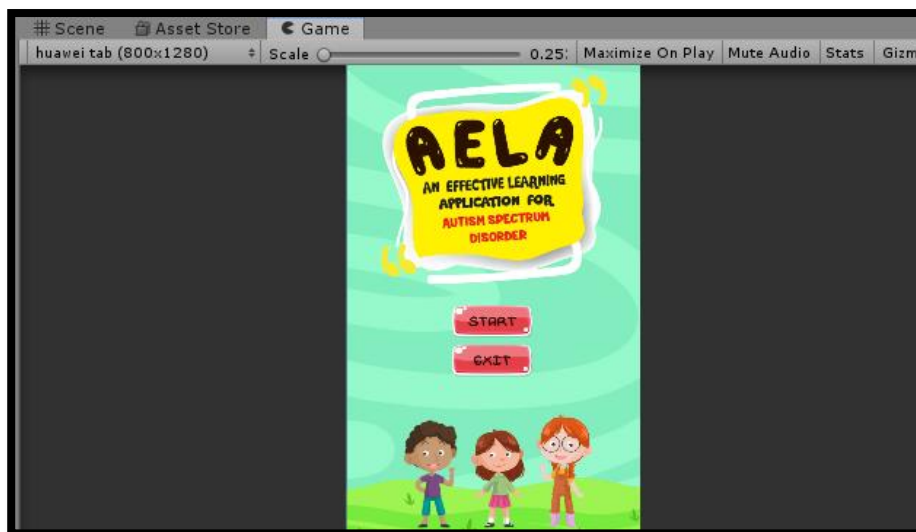 Scene Asset Store Game
huawei tab (800x1280) Scale 0.25 Maximize On Play Mute Audio Stats Gizm
AELA
AN EFFECTIVE LEARNING
APPLICATION FOR
AUTISM SPECTRUM
DISORDER
START
EXIT